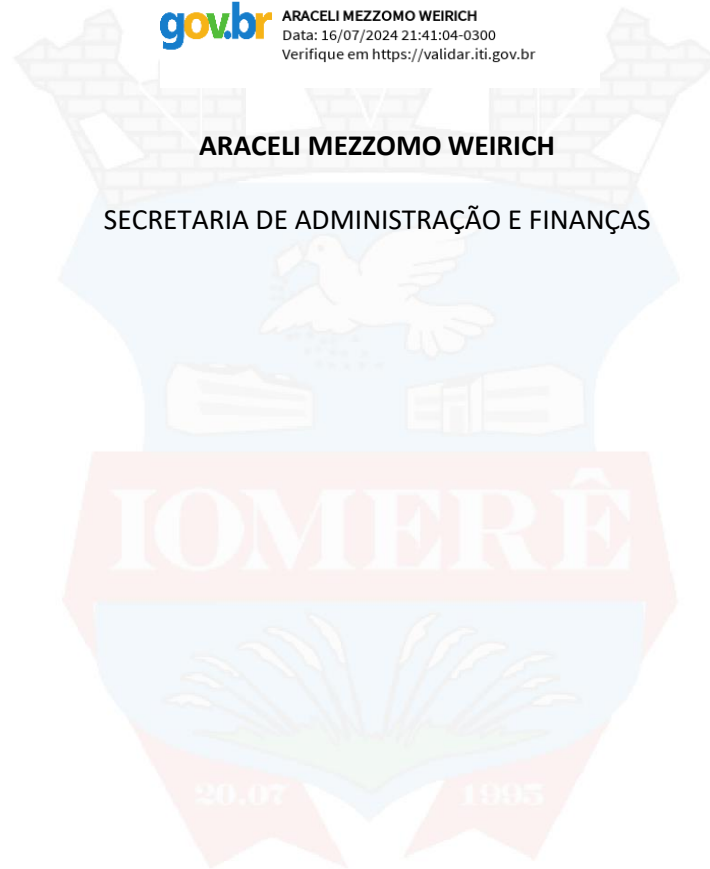 gov.br
ARACELI MEZZOMO WEIRICH
Data: 16/07/2024 21:41:04-0300
Verifique em https://validar.iti.gov.br
ARACELI MEZZOMO WEIRICH
SECRETARIA DE ADMINISTRAÇÃO E FINANÇAS
IOMERÊ
20.07 1995